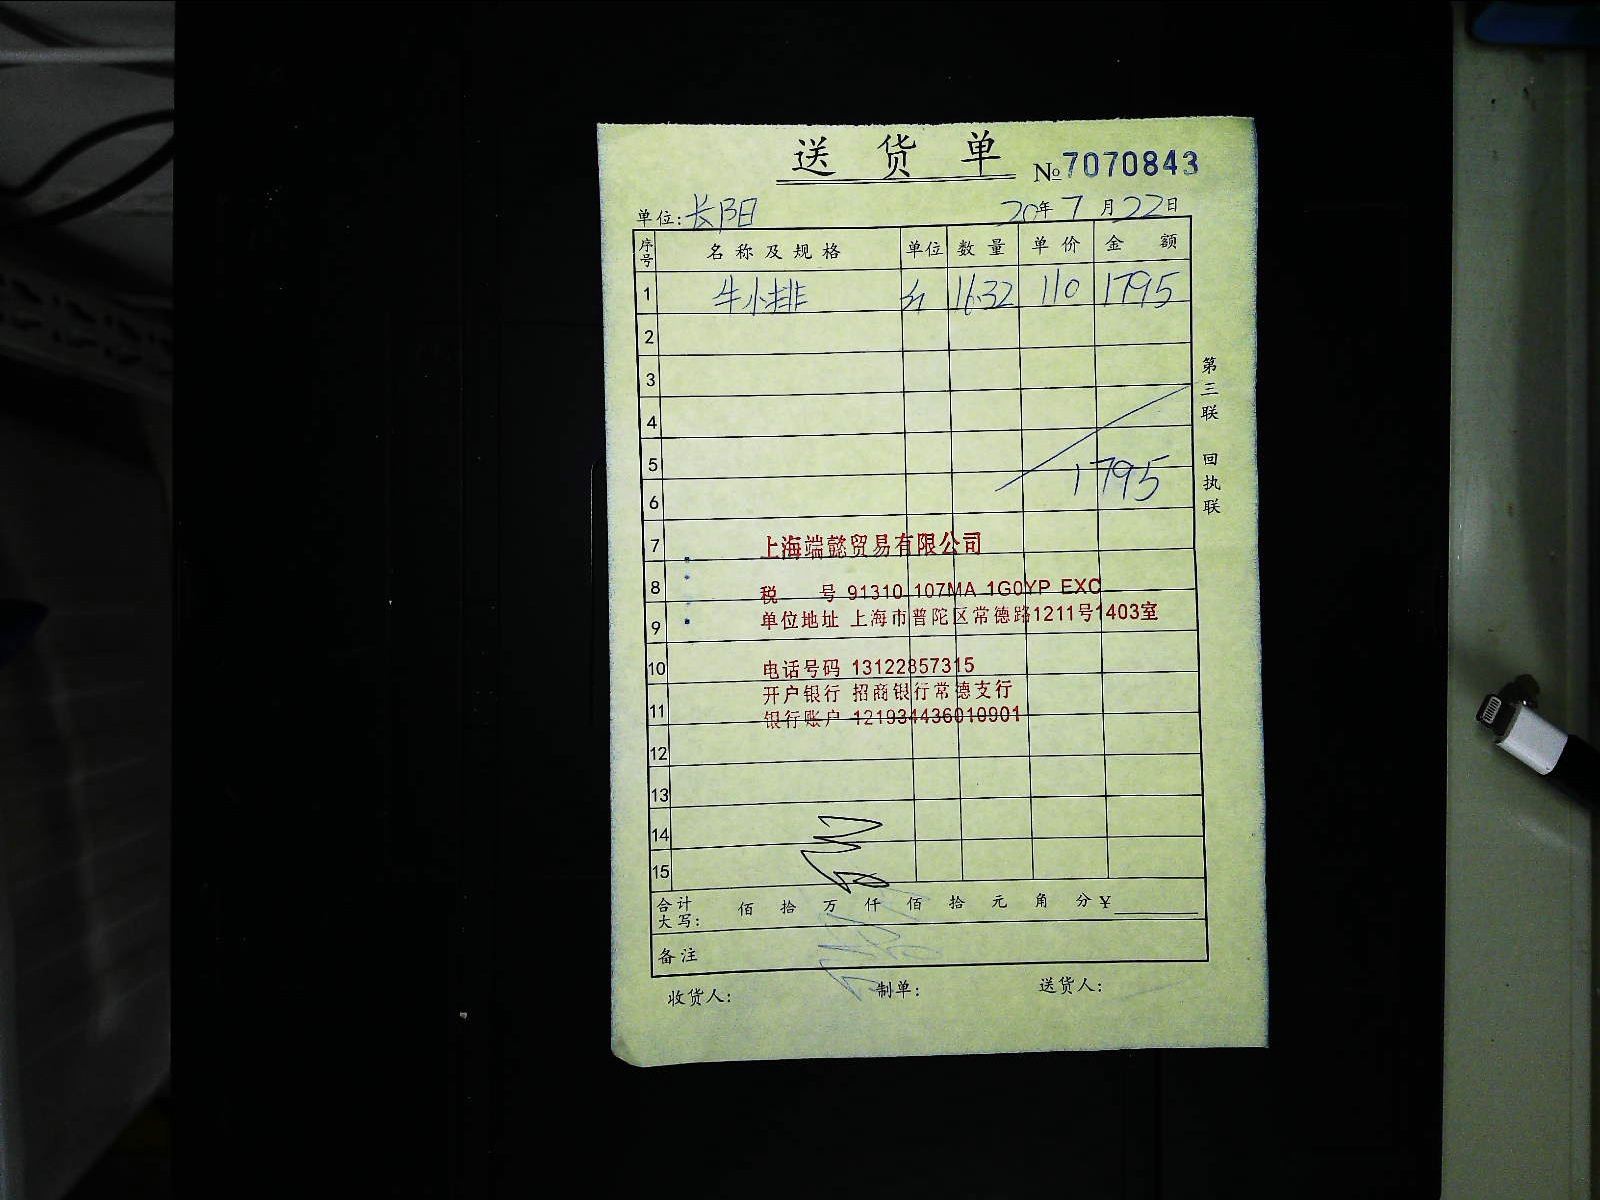 送货单
№7070843
单位:长阳
20年7月22日
序号 名称及规格 单位 数量 单价 金额
1 牛小排 16.32 110 1795
2
3
4
5
1795
6
7
上海端懿贸易有限公司
8
税 号 91310 107MA 1G0YP EXC
9
单位地址 上海市普陀区常德路1211号1403室
10
电话号码 13122857315
开户银行 招商银行常德支行
11
银行账户 121934436010901
12
13
14
15
合计大写: 佰 拾 万 仟 佰 拾 元 角 分 ¥
备注
收货人: 制单: 送货人:
第三联 回执联